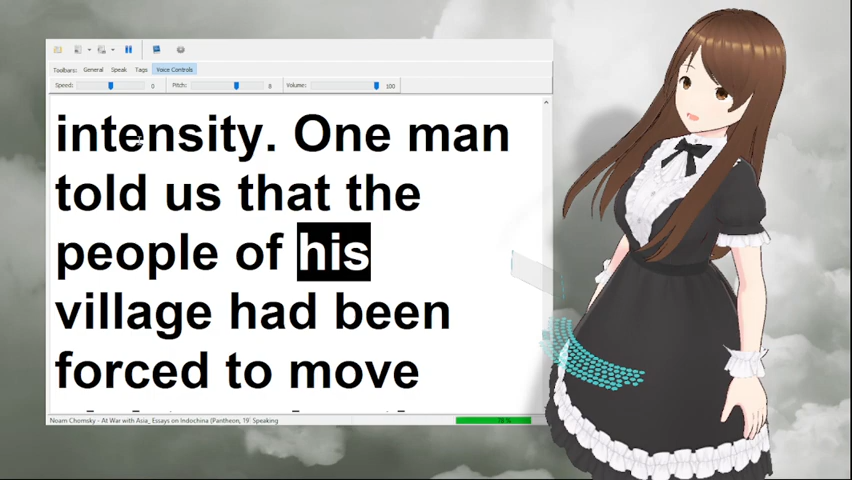 Toolbars: General Speak Tags Voice Controls
Speed: 0 Pitch: 8 Volume: 100
intensity. One man
told us that the
people of his
village had been
forced to move
Noam Chomsky - At War with Asia_ Essays on Indochina (Pantheon, 19 Speaking